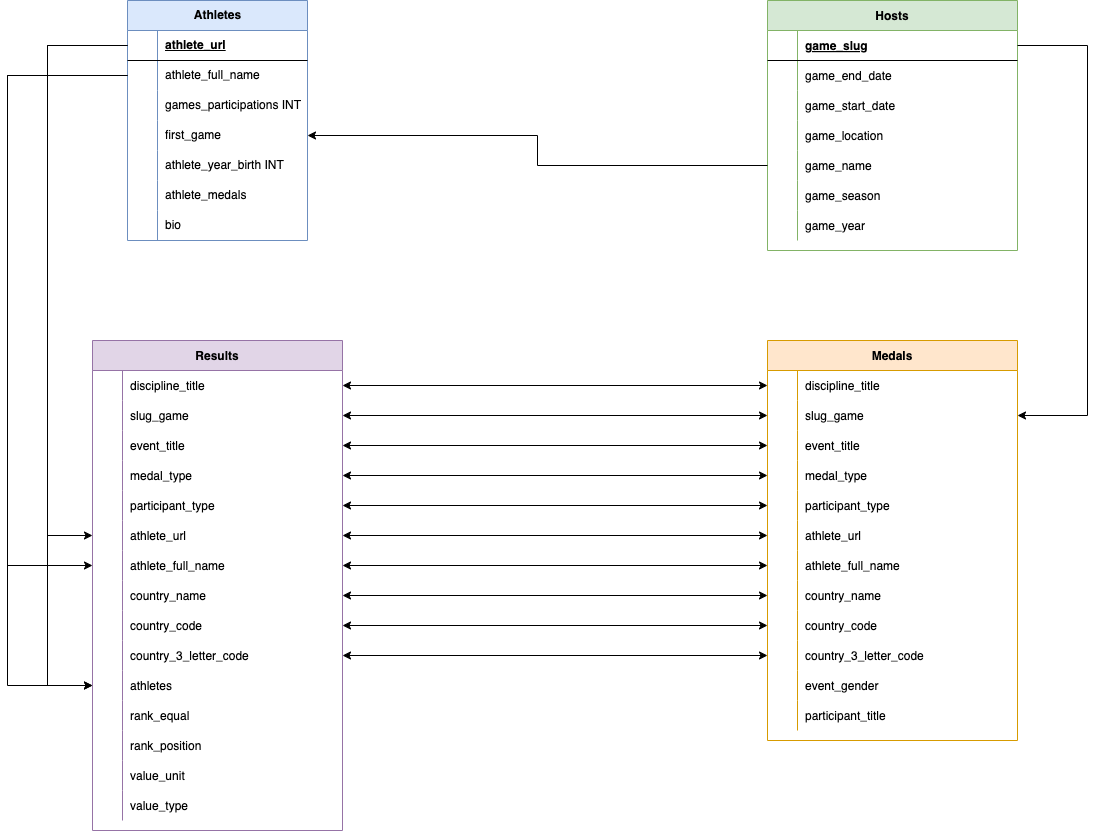 Athletes
athlete_url
athlete_full_name
games_participations INT
first_game
athlete_year_birth INT
athlete_medals
bio
Hosts
game_slug
game_end_date
game_start_date
game_location
game_name
game_season
game_year
Results
discipline_title
slug_game
event_title
medal_type
participant_type
athlete_url
athlete_full_name
country_name
country_code
country_3_letter_code
athletes
rank_equal
rank_position
value_unit
value_type
Medals
discipline_title
slug_game
event_title
medal_type
participant_type
athlete_url
athlete_full_name
country_name
country_code
country_3_letter_code
event_gender
participant_title